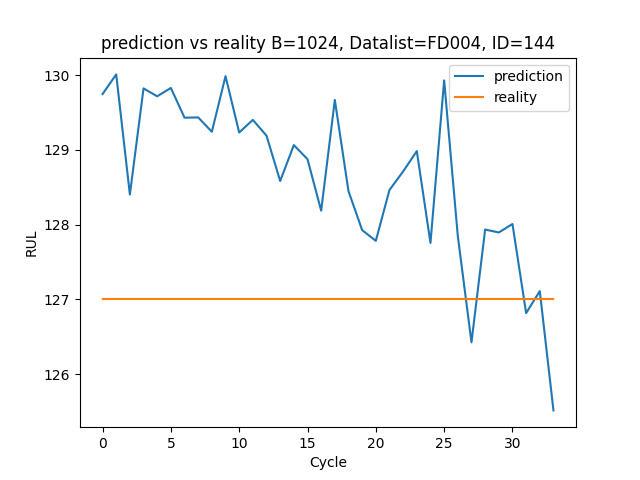 prediction vs reality B=1024, Datalist=FD004, ID=144
prediction
reality
130
129
128
127
126
RUL
0 5 10 15 20 25 30
Cycle